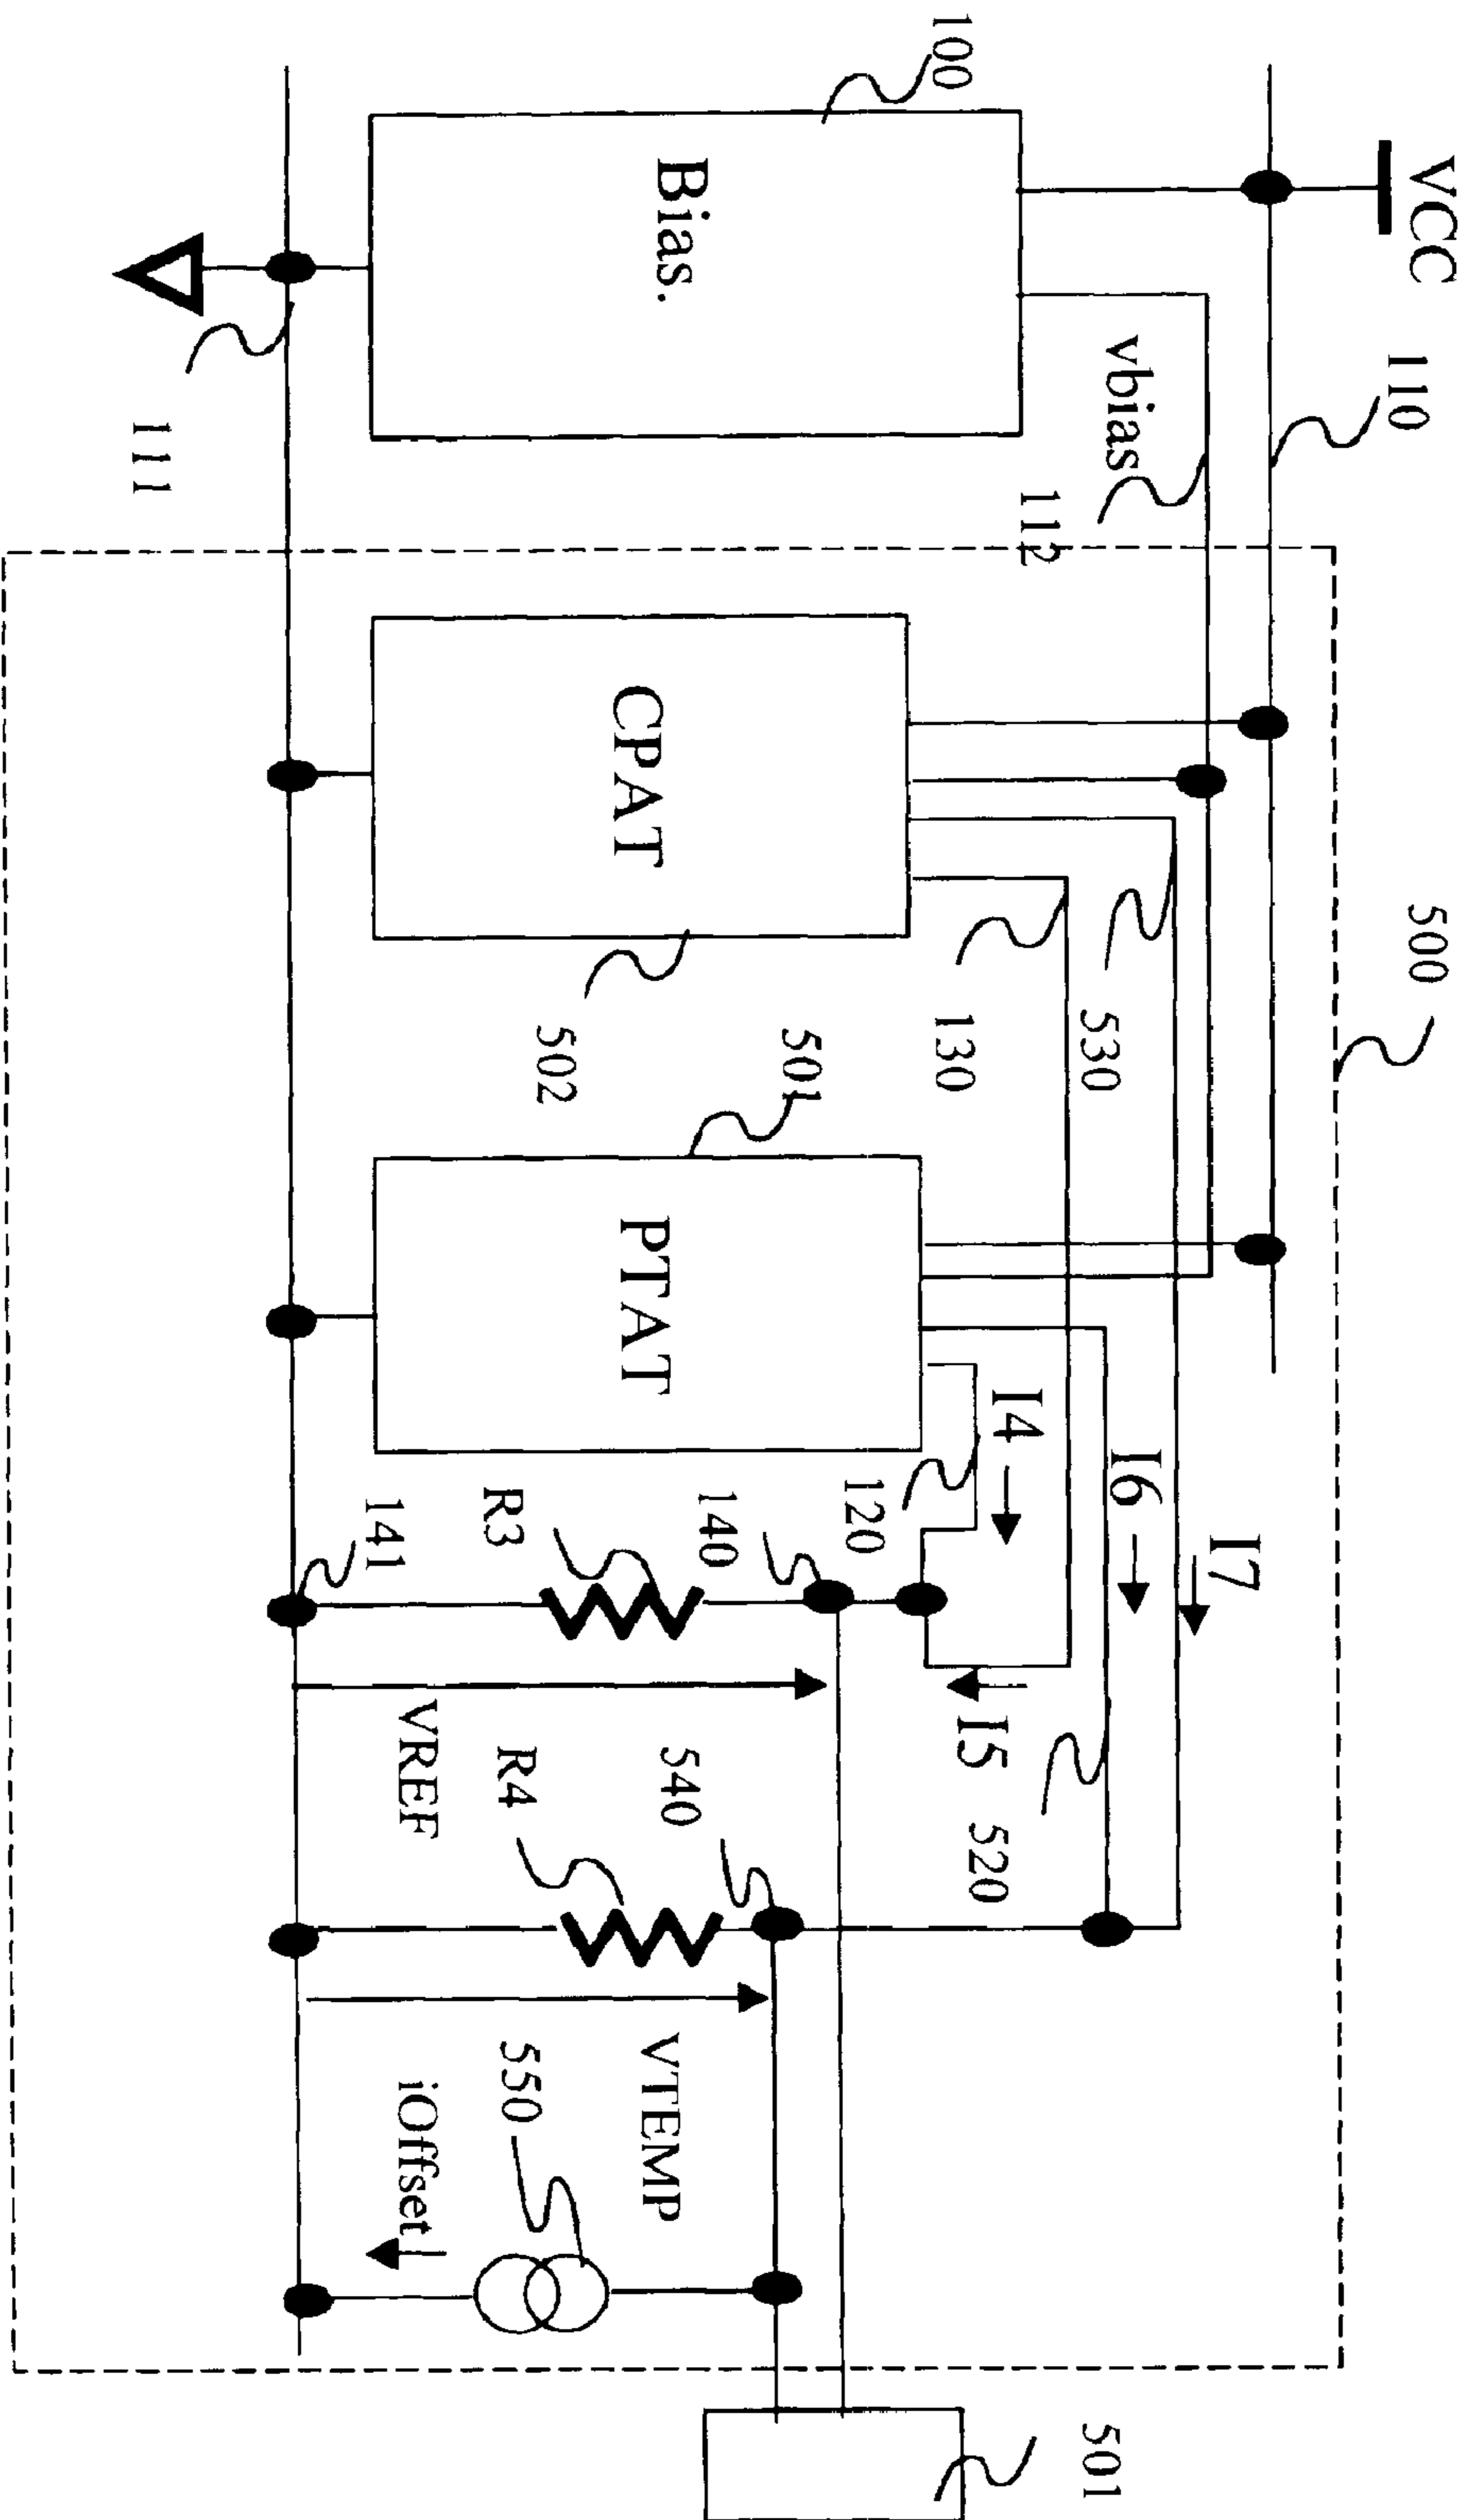 VCC
110
500
100
vbias
112
Bias.
111
CPAT
502
130
530
501
PTAT
I4
I6
I7
I5
120
140
R3
141
520
VREF
540
R4
VTEMP
550
iOffset
501